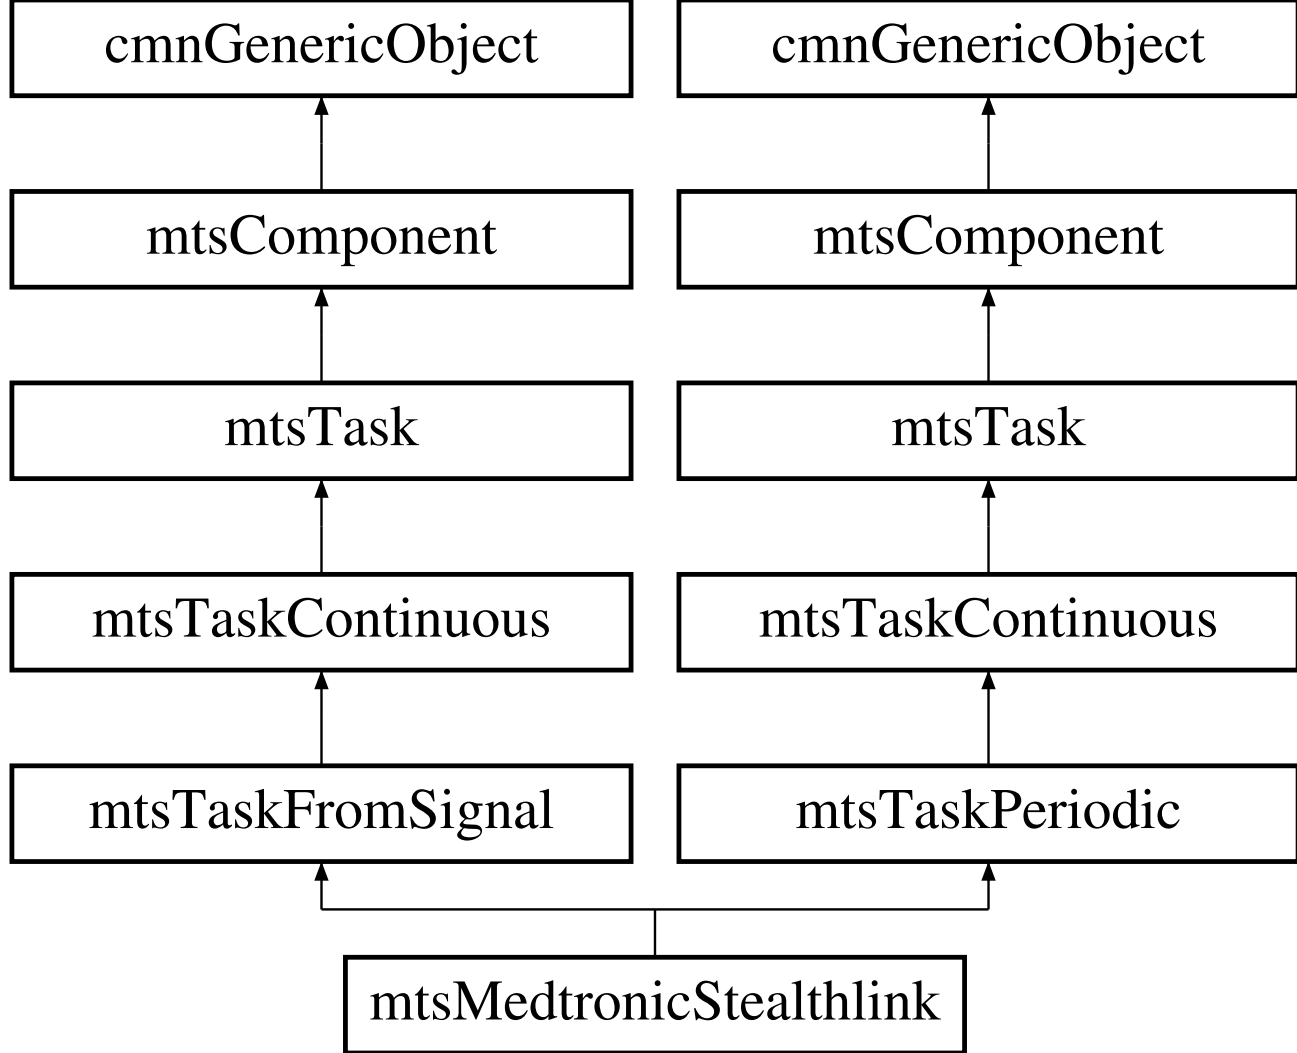 cmnGenericObject
cmnGenericObject
mtsComponent
mtsComponent
mtsTask
mtsTask
mtsTaskContinuous
mtsTaskContinuous
mtsTaskFromSignal
mtsTaskPeriodic
mtsMedtronicStealthlink